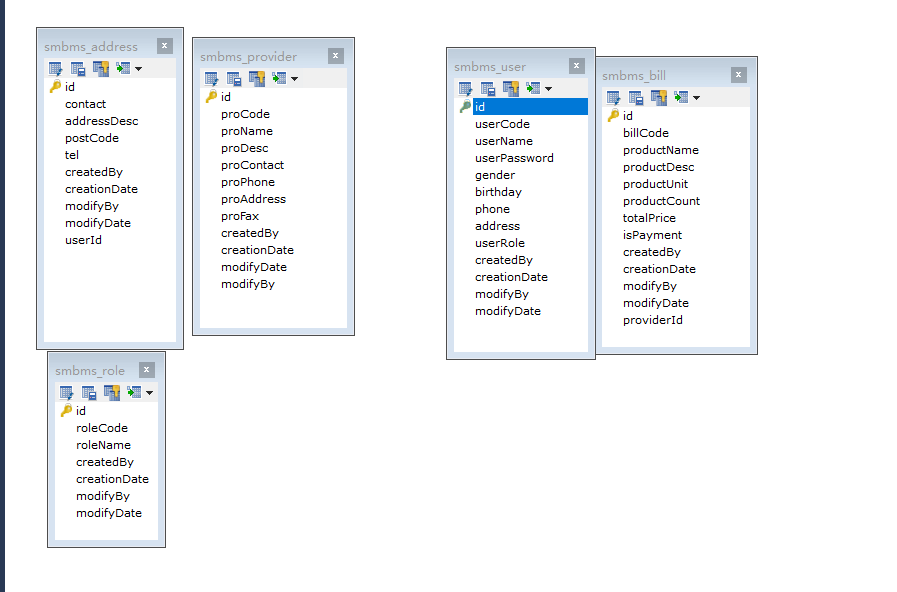 smbms_address
id
contact
addressDesc
postCode
tel
createdBy
creationDate
modifyBy
modifyDate
userId
smbms_provider
id
proCode
proName
proDesc
proContact
proPhone
proAddress
proFax
createdBy
creationDate
modifyDate
modifyBy
smbms_user
id
userCode
userName
userPassword
gender
birthday
phone
address
userRole
createdBy
creationDate
modifyBy
modifyDate
smbms_bill
id
billCode
productName
productDesc
productUnit
productCount
totalPrice
isPayment
createdBy
creationDate
modifyBy
modifyDate
providerId
smbms_role
id
roleCode
roleName
createdBy
creationDate
modifyBy
modifyDate